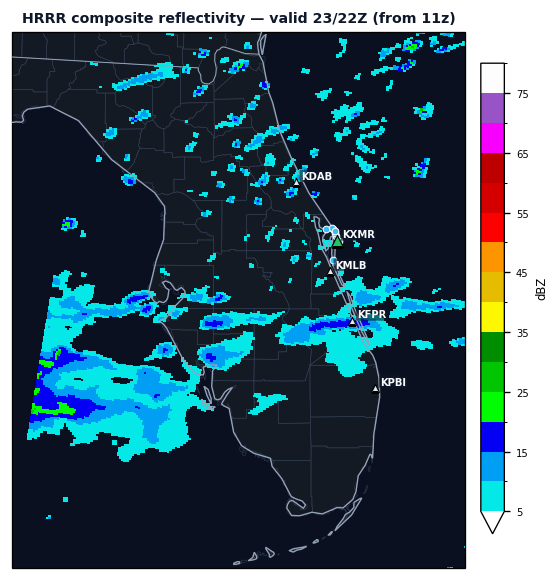 HRRR composite reflectivity — valid 23/22Z (from 11z)
KDAB
KXMR
KMLB
KFPR
KPBI
75
65
55
45
35
25
15
5
dBZ